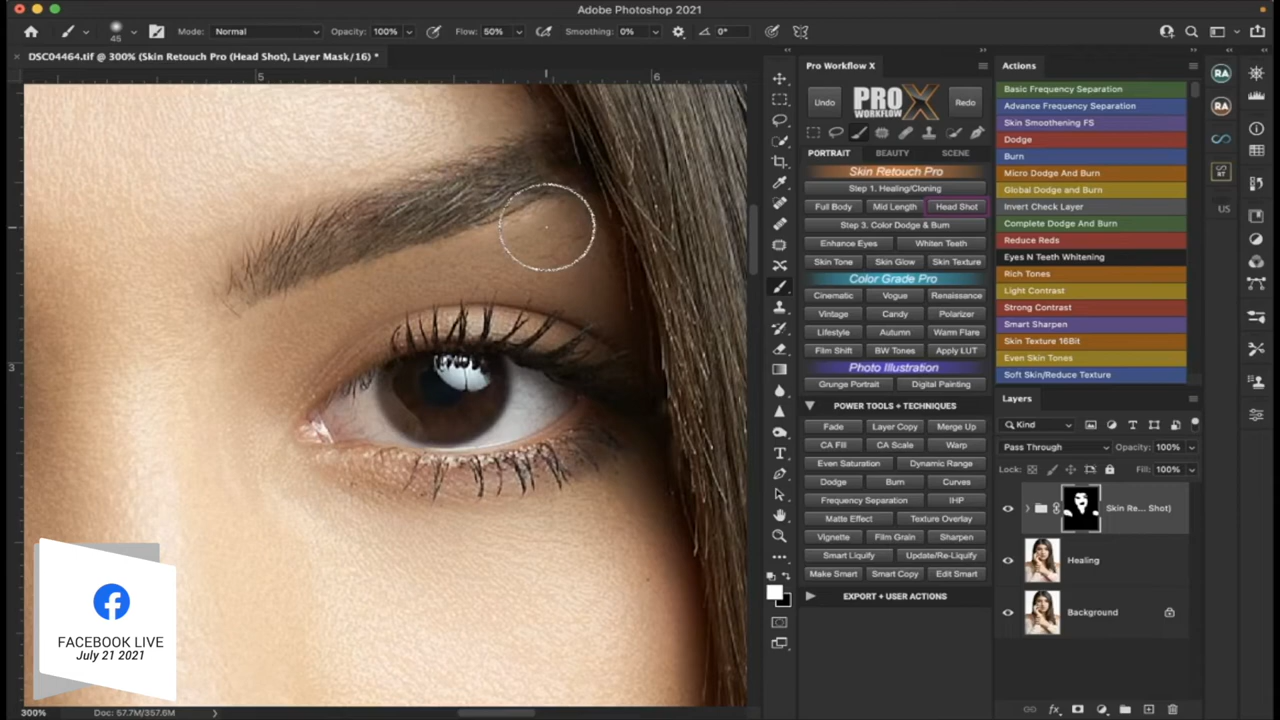 Adobe Photoshop 2021
45 Mode: Normal Opacity: 100% Flow: 50% Smoothing: 0% 0°
× DSC04464.tif @ 300% (Skin Retouch Pro (Head Shot), Layer Mask/16) *
5 6
3
Pro Workflow X
Undo PRO WORKFLOW X Redo
PORTRAIT BEAUTY SCENE
Skin Retouch Pro
Step 1. Healing/Cloning
Full Body Mid Length Head Shot
Step 3. Color Dodge & Burn
Enhance Eyes Whiten Teeth
Skin Tone Skin Glow Skin Texture
Color Grade Pro
Cinematic Vogue Renaissance
Vintage Candy Polarizer
Lifestyle Autumn Warm Flare
Film Shift BW Tones Apply LUT
Photo Illustration
Grunge Portrait Digital Painting
POWER TOOLS + TECHNIQUES
Fade Layer Copy Merge Up
CA Fill CA Scale Warp
Even Saturation Dynamic Range
Dodge Burn Curves
Frequency Separation IHP
Matte Effect Texture Overlay
Vignette Film Grain Sharpen
Smart Liquify Update/Re-Liquify
Make Smart Smart Copy Edit Smart
EXPORT + USER ACTIONS
Actions
Basic Frequency Separation
Advance Frequency Separation
Skin Smoothening FS
Dodge
Burn
Micro Dodge And Burn
Global Dodge and Burn
Invert Check Layer
Complete Dodge And Burn
Reduce Reds
Eyes N Teeth Whitening
Rich Tones
Light Contrast
Strong Contrast
Smart Sharpen
Skin Texture 16Bit
Even Skin Tones
Soft Skin/Reduce Texture
Layers
Kind
Pass Through Opacity: 100%
Lock: Fill: 100%
Skin Re... Shot)
Healing
Background
RA
RA
RT
US
FACEBOOK LIVE
July 21 2021
300% Doc: 57.7M/357.6M
fx